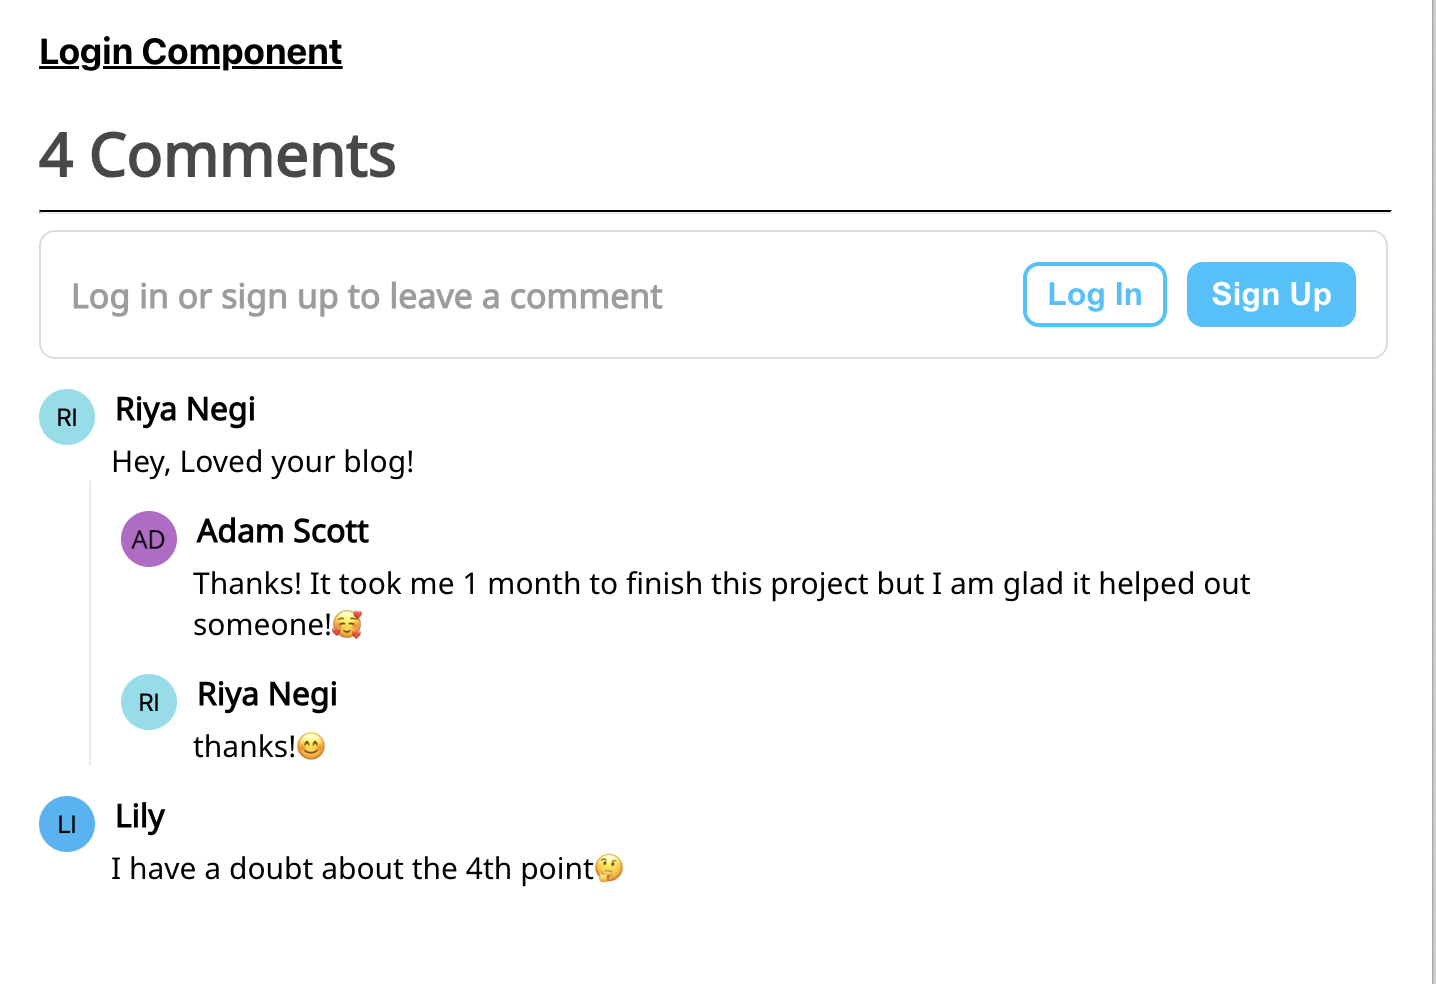 Login Component
4 Comments
Log in or sign up to leave a comment
Log In
Sign Up
RI
Riya Negi
Hey, Loved your blog!
AD
Adam Scott
Thanks! It took me 1 month to finish this project but I am glad it helped out
someone!🥰
RI
Riya Negi
thanks!😊
LI
Lily
I have a doubt about the 4th point🤔